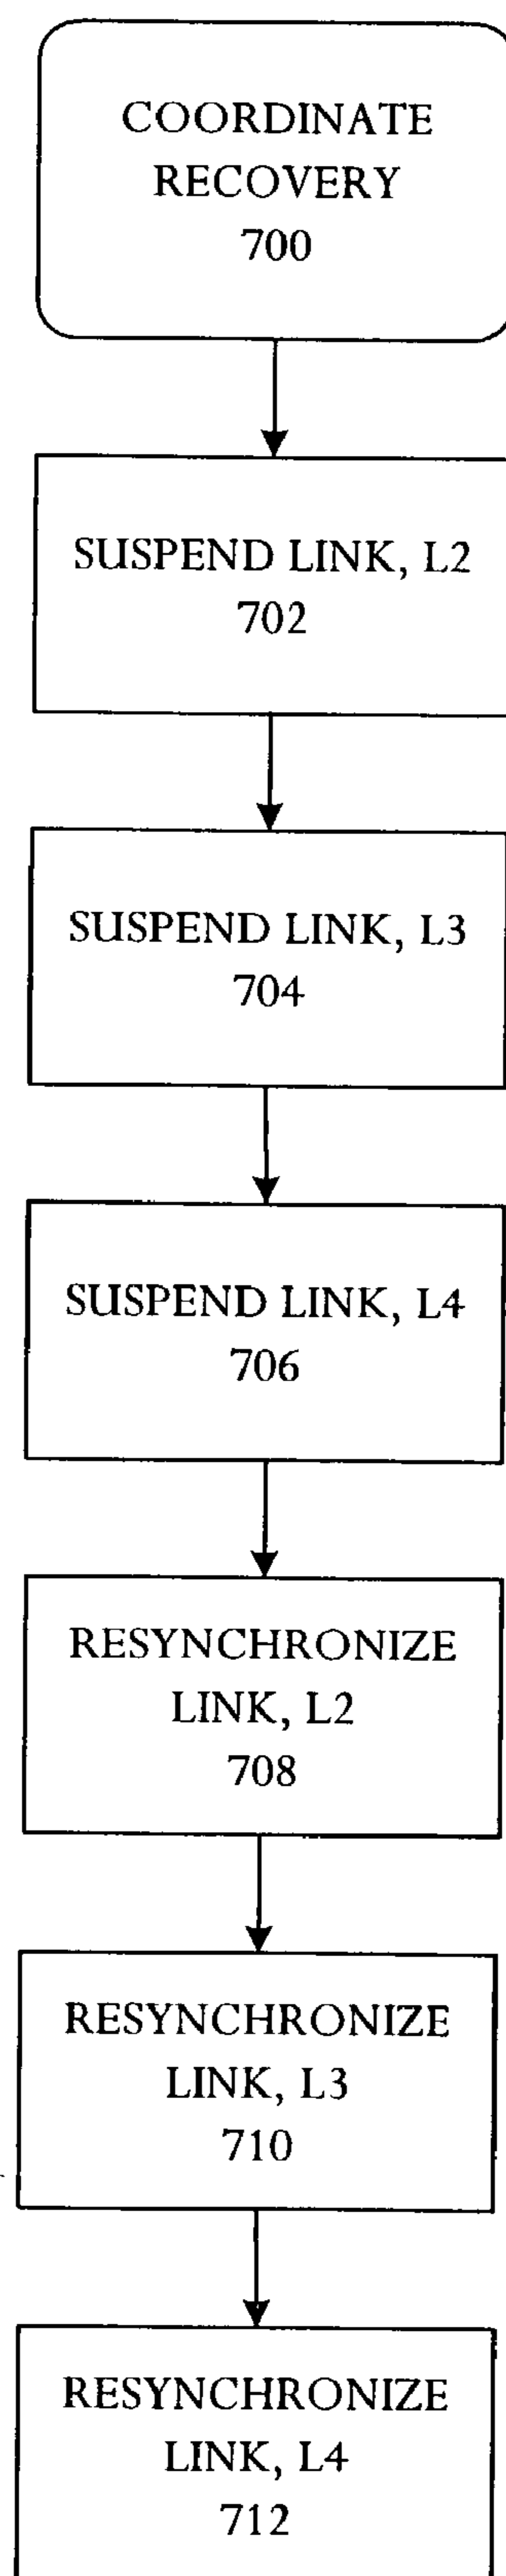 COORDINATE
RECOVERY
700
SUSPEND LINK, L2
702
SUSPEND LINK, L3
704
SUSPEND LINK, L4
706
RESYNCHRONIZE
LINK, L2
708
RESYNCHRONIZE
LINK, L3
710
RESYNCHRONIZE
LINK, L4
712